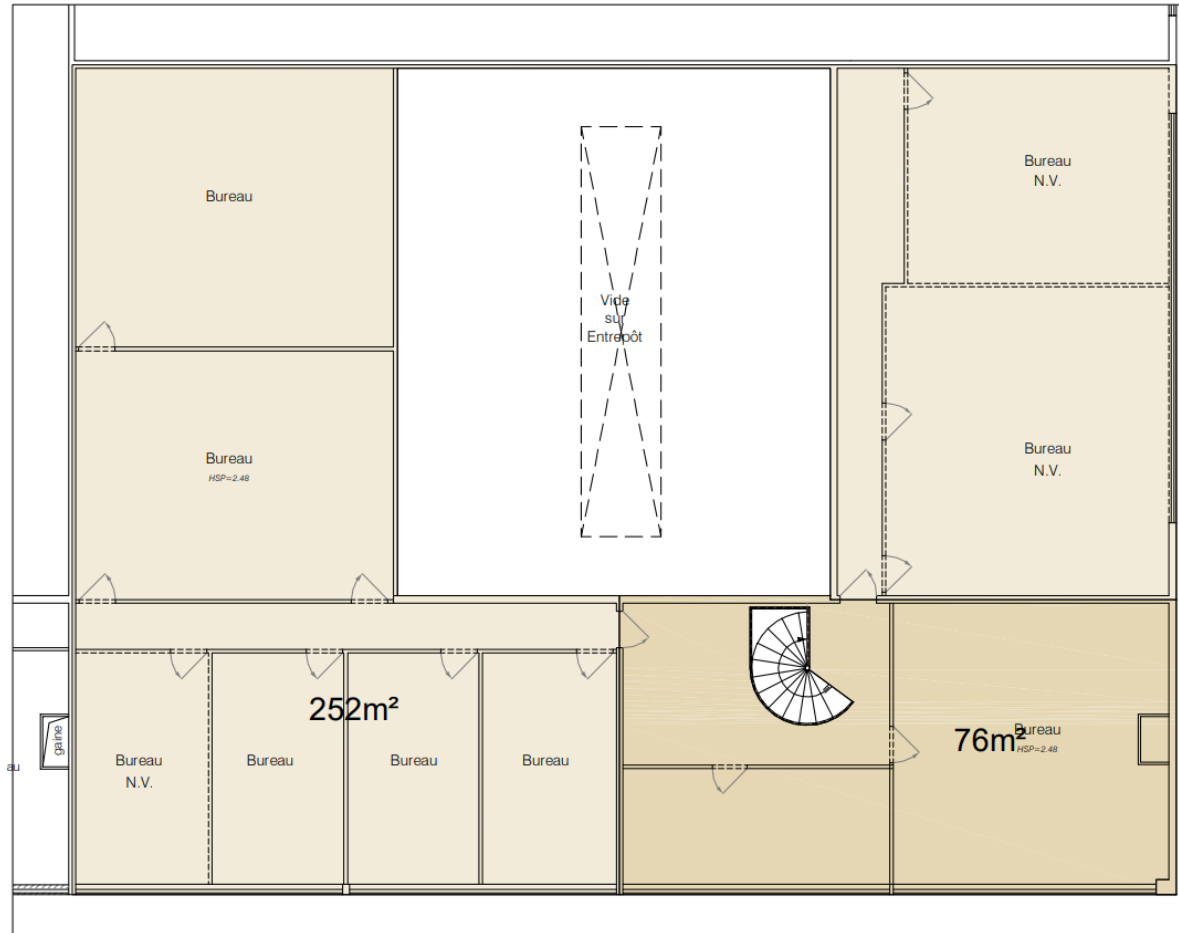 Bureau
Bureau
N.V.
Vide
sur
Entrepôt
Bureau
HSP=2.48
Bureau
N.V.
252m²
76m²
Bureau
HSP=2.48
gaine
au
Bureau
N.V.
Bureau
Bureau
Bureau